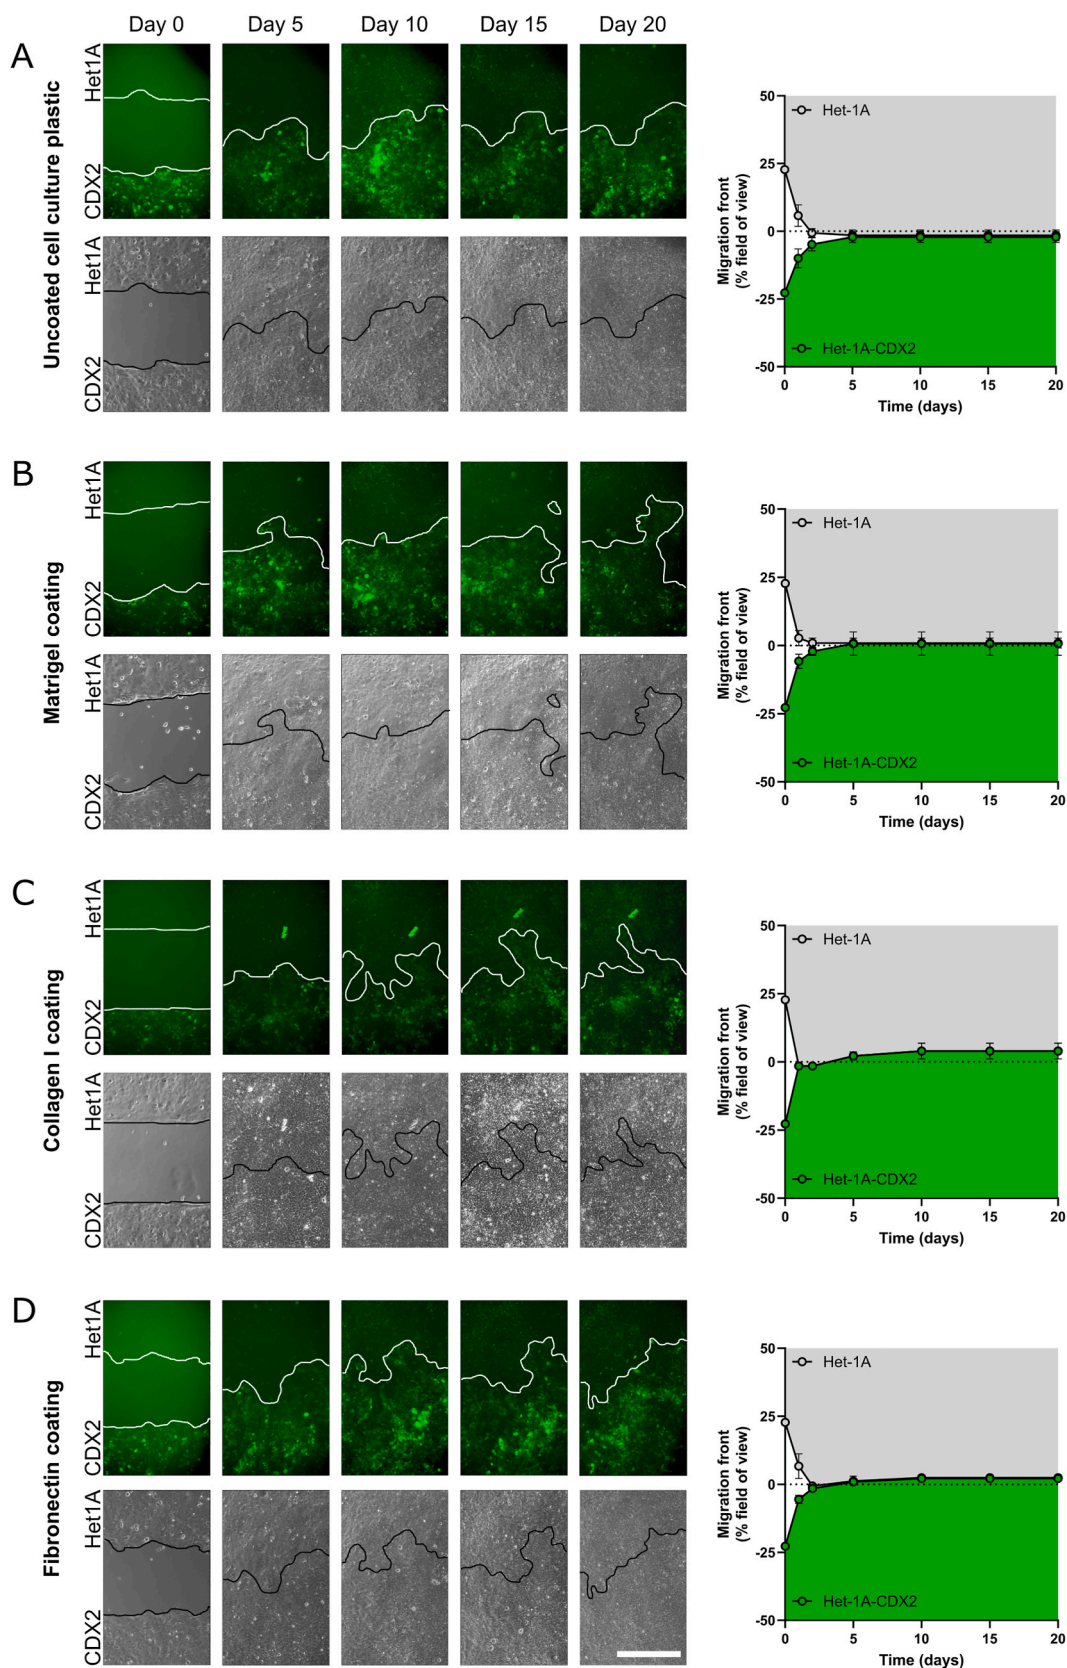 Day 0 Day 5 Day 10 Day 15 Day 20
A
Uncoated cell culture plastic
Het1A
CDX2
Het1A
CDX2
50
25
0
-25
-50
Migration front
(% field of view)
Het-1A
Het-1A-CDX2
0 5 10 15 20
Time (days)
B
Matrigel coating
Het1A
CDX2
Het1A
CDX2
50
25
0
-25
-50
Migration front
(% field of view)
Het-1A
Het-1A-CDX2
0 5 10 15 20
Time (days)
C
Collagen I coating
Het1A
CDX2
Het1A
CDX2
50
25
0
-25
-50
Migration front
(% field of view)
Het-1A
Het-1A-CDX2
0 5 10 15 20
Time (days)
D
Fibronectin coating
Het1A
CDX2
Het1A
CDX2
50
25
0
-25
-50
Migration front
(% field of view)
Het-1A
Het-1A-CDX2
0 5 10 15 20
Time (days)